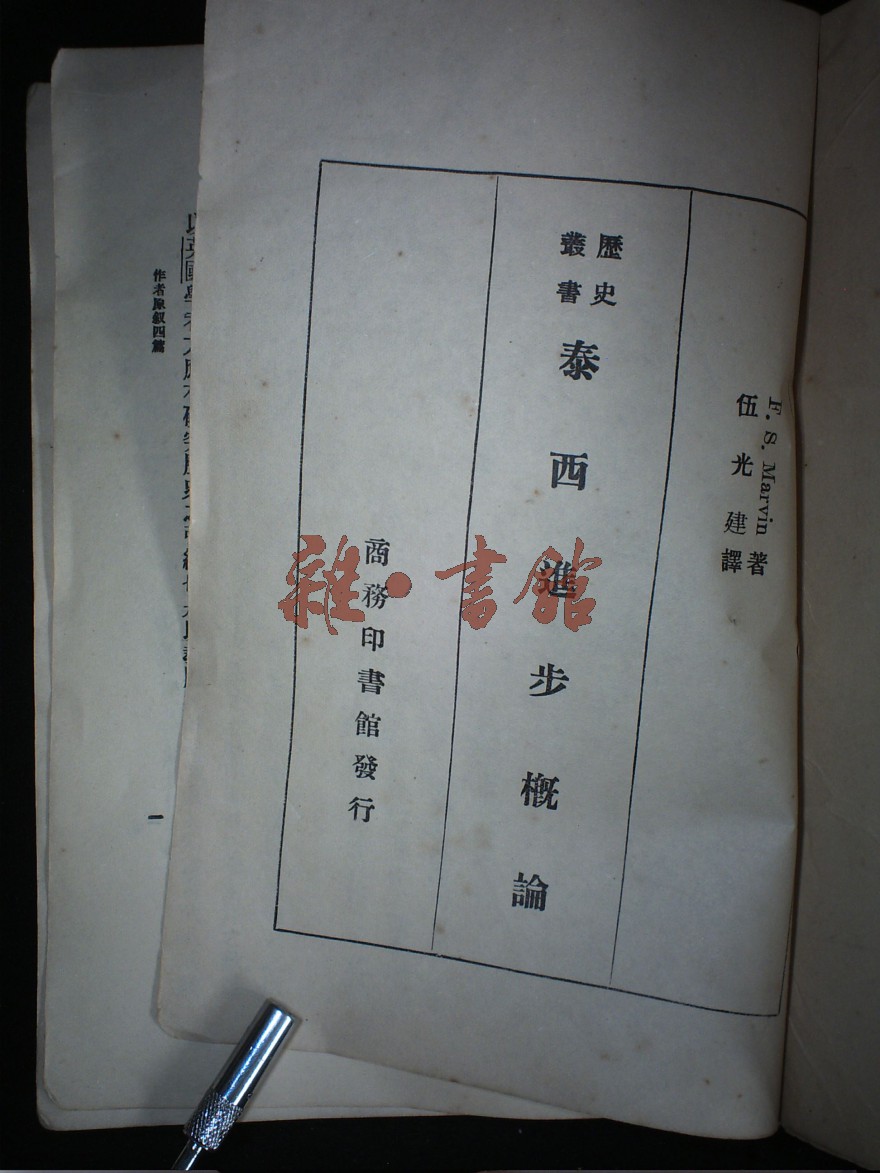 F. S. Marvin 著
伍光建 譯
歷史
叢書
泰西進步概論
商務印書館發行
雜·書館
作者原叙四篇
一